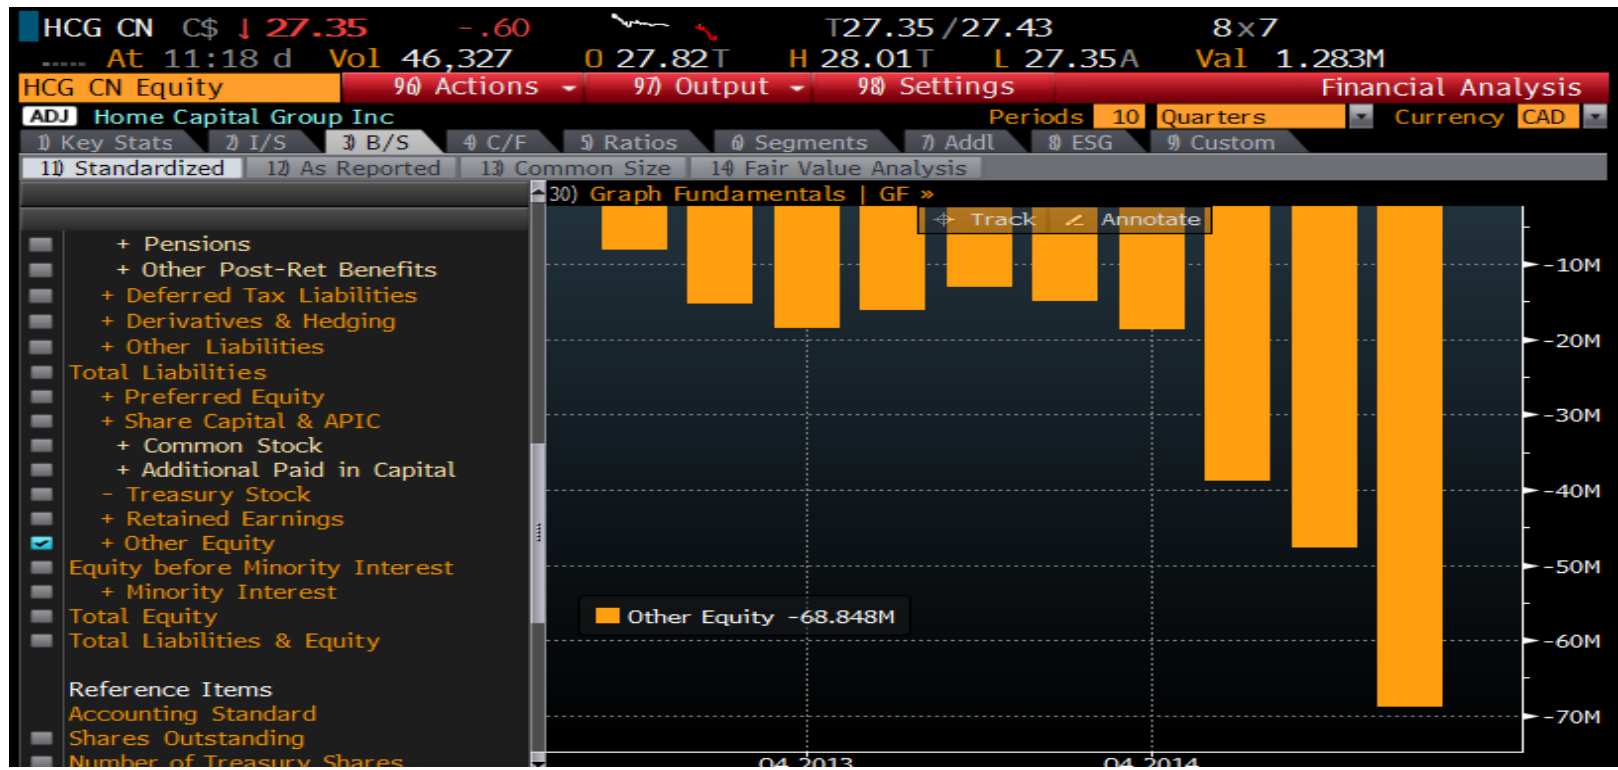 HCG CN C$ ↓ 27.35 -.60 T27.35/27.43 8x7
At 11:18 d Vol 46,327 O 27.82T H 28.01T L 27.35A Val 1.283M
HCG CN Equity 96) Actions 97) Output 98) Settings Financial Analysis
ADJ Home Capital Group Inc Periods 10 Quarters Currency CAD
1) Key Stats 2) I/S 3) B/S 4) C/F 5) Ratios 6) Segments 7) Addl 8) ESG 9) Custom
11) Standardized 12) As Reported 13) Common Size 14) Fair Value Analysis
30) Graph Fundamentals | GF »
Track Annotate
+ Pensions
+ Other Post-Ret Benefits
+ Deferred Tax Liabilities
+ Derivatives & Hedging
+ Other Liabilities
Total Liabilities
+ Preferred Equity
+ Share Capital & APIC
+ Common Stock
+ Additional Paid in Capital
- Treasury Stock
+ Retained Earnings
+ Other Equity
Equity before Minority Interest
+ Minority Interest
Total Equity
Total Liabilities & Equity
Reference Items
Accounting Standard
Shares Outstanding
Number of Treasury Shares
Other Equity -68.848M
-10M
-20M
-30M
-40M
-50M
-60M
-70M
Q4 2013 Q4 2014